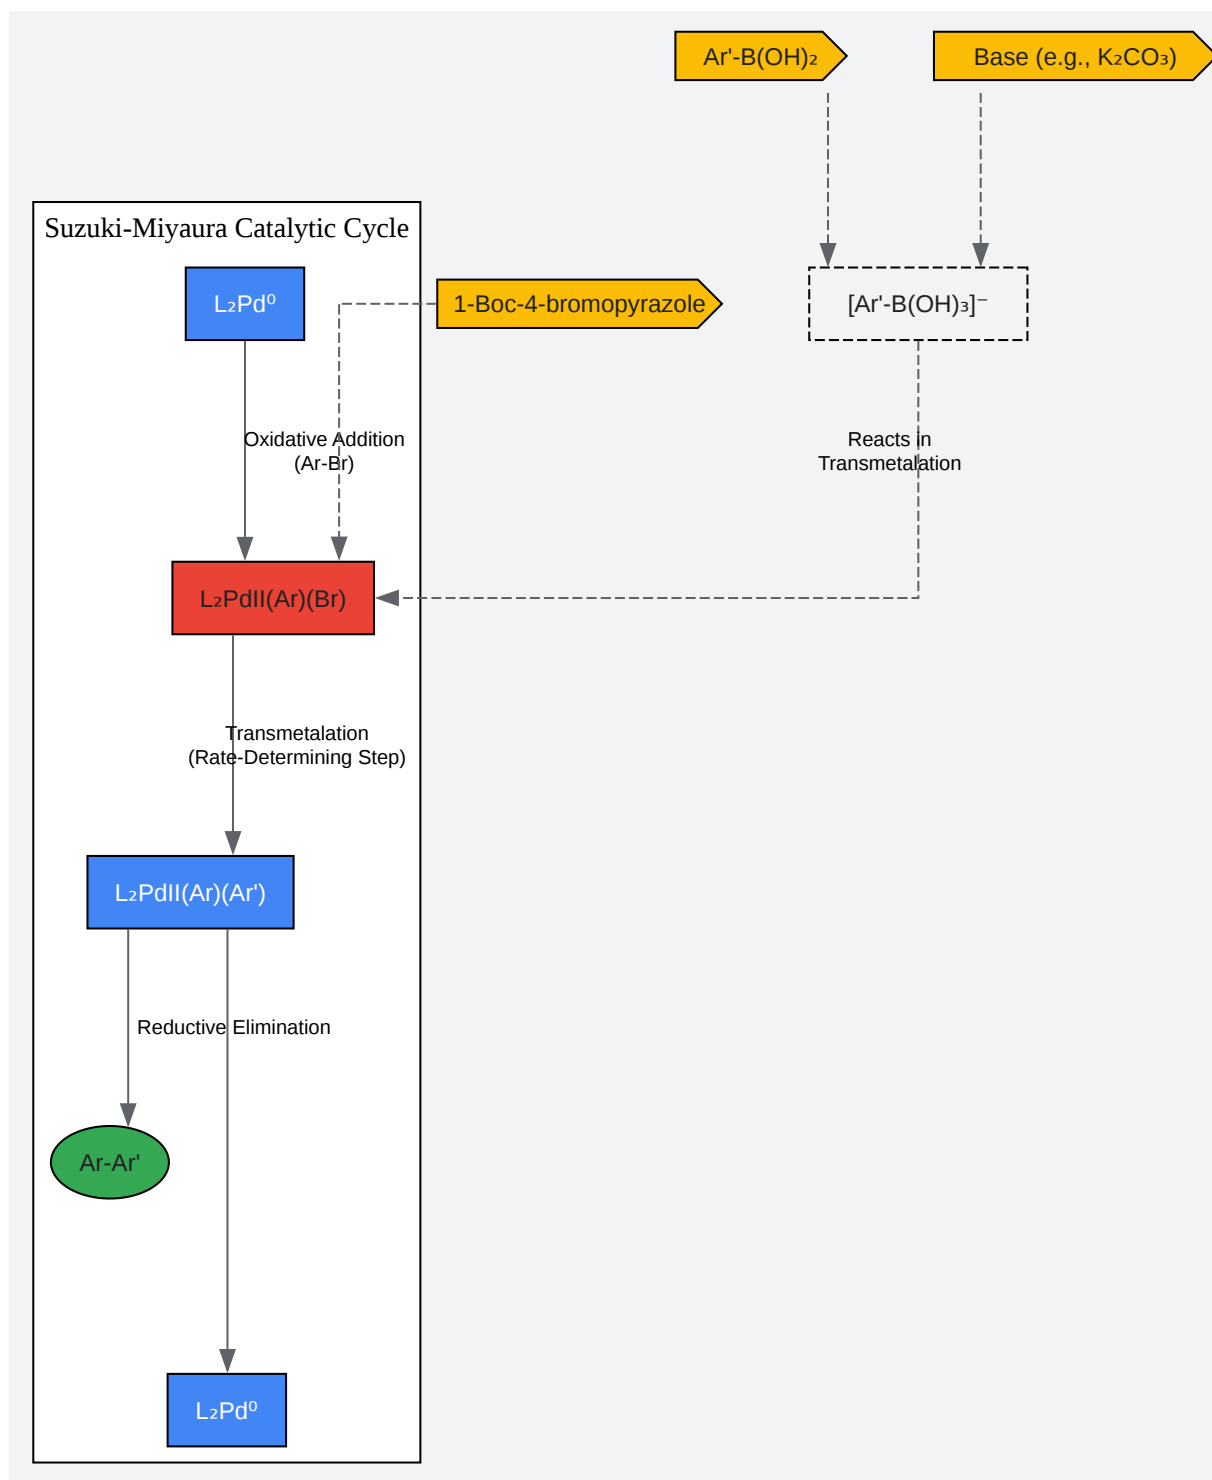 Ar'-B(OH)₂
Base (e.g., K₂CO₃)
Suzuki-Miyaura Catalytic Cycle
L₂Pd⁰
1-Boc-4-bromopyrazole
[Ar'-B(OH)₃]⁻
Oxidative Addition
(Ar-Br)
Reacts in
Transmetalation
L₂PdII(Ar)(Br)
Transmetalation
(Rate-Determining Step)
L₂PdII(Ar)(Ar')
Reductive Elimination
Ar-Ar'
L₂Pd⁰